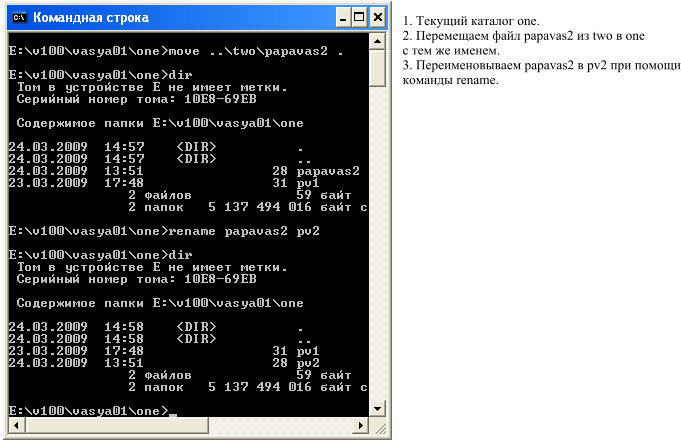 Командная строка
E:\v100\vasya01\one>move ..\two\papavas2 .
E:\v100\vasya01\one>dir
Том в устройстве E не имеет метки.
Серийный номер тома: 10E8-69EB
Содержимое папки E:\v100\vasya01\one
24.03.2009  14:57    <DIR>          .
24.03.2009  14:57    <DIR>          ..
24.03.2009  13:51                28 papavas2
23.03.2009  17:48                31 pv1
2 файлов             59 байт
2 папок   5 137 494 016 байт с
E:\v100\vasya01\one>rename papavas2 pv2
E:\v100\vasya01\one>dir
Том в устройстве E не имеет метки.
Серийный номер тома: 10E8-69EB
Содержимое папки E:\v100\vasya01\one
24.03.2009  14:58    <DIR>          .
24.03.2009  14:58    <DIR>          ..
23.03.2009  17:48                31 pv1
24.03.2009  13:51                28 pv2
2 файлов             59 байт
2 папок   5 137 494 016 байт с
E:\v100\vasya01\one>_
1. Текущий каталог one.
2. Перемещаем файл papavas2 из two в one
с тем же именем.
3. Переименовываем papavas2 в pv2 при помощи
команды rename.